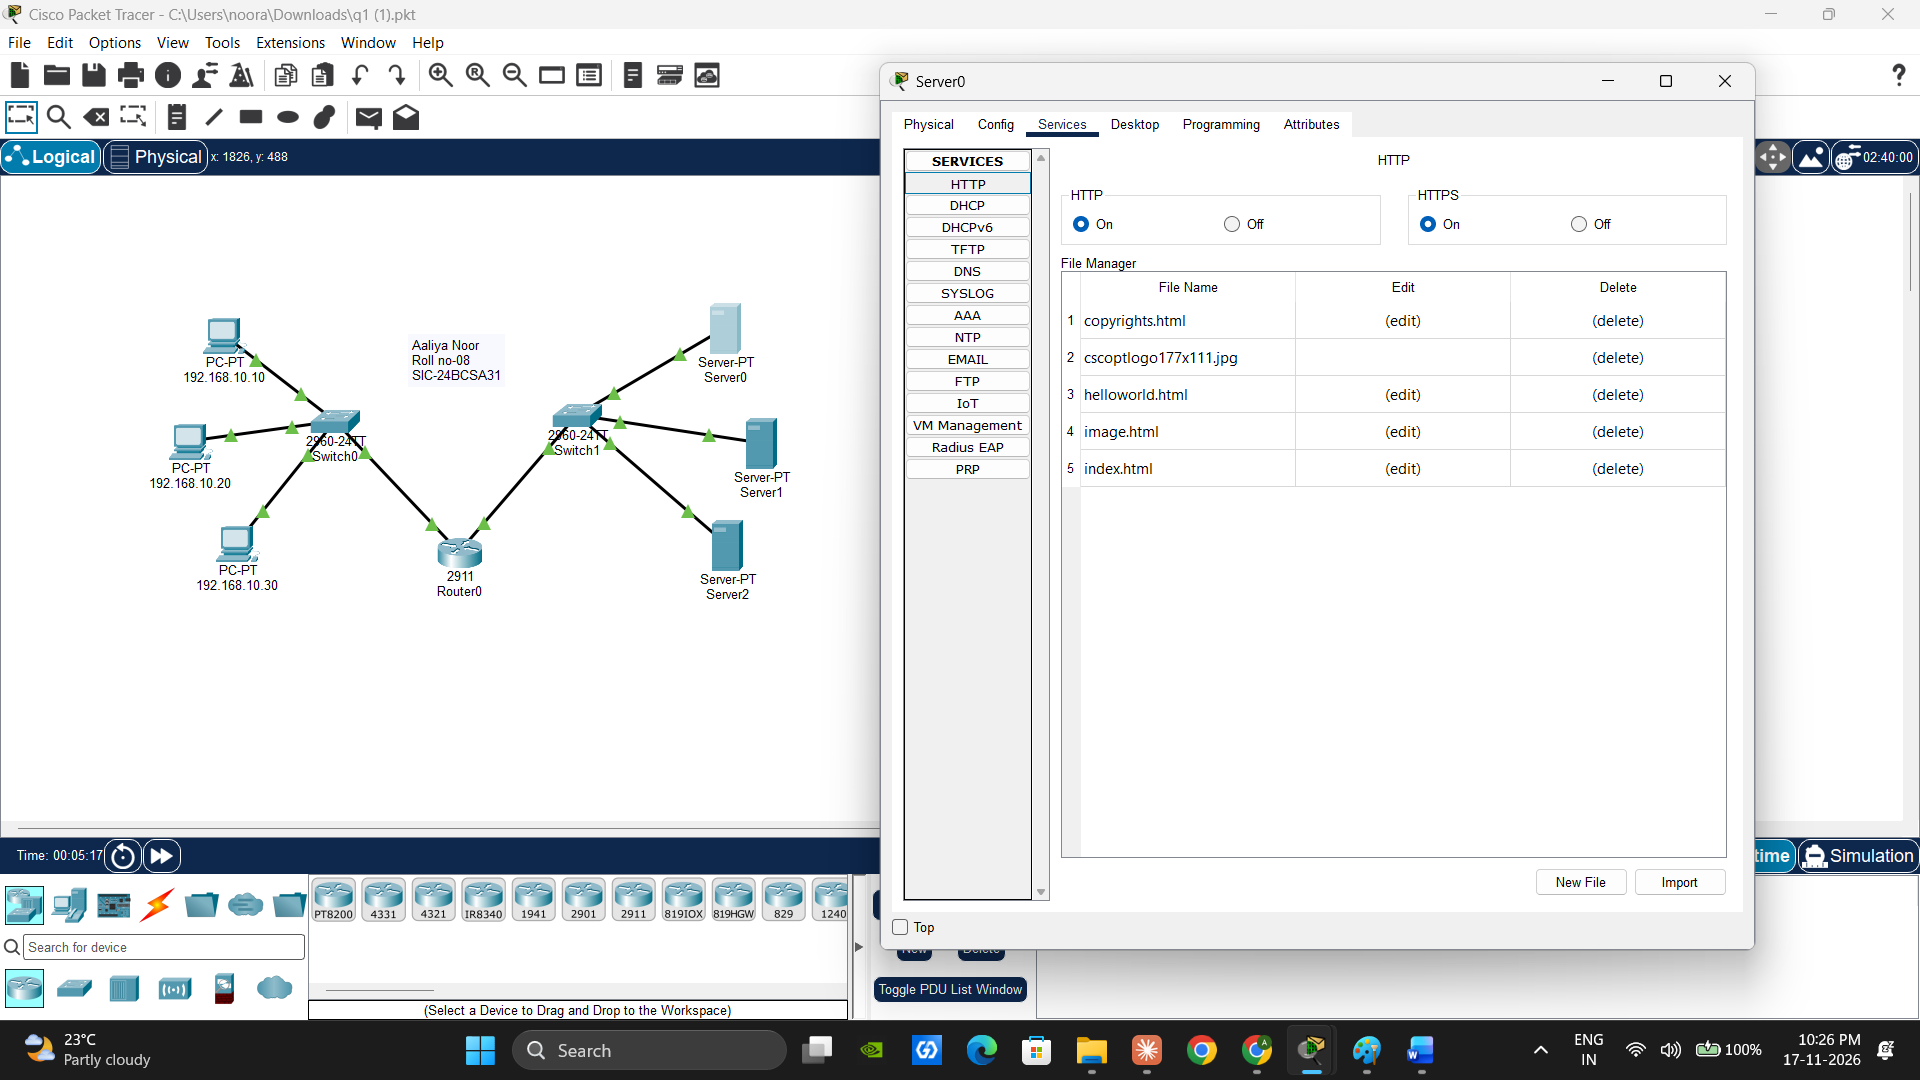 Cisco Packet Tracer - C:\Users\noora\Downloads\q1 (1).pkt
File Edit Options View Tools Extensions Window Help
Logical Physical x: 1826, y: 488
02:40:00
PC-PT
192.168.10.10
Aaliya Noor
Roll no-08
SIC-24BCSA31
Server-PT
Server0
PC-PT
192.168.10.20
2960-24TT
Switch0
2960-24TT
Switch1
Server-PT
Server1
PC-PT
192.168.10.30
2911
Router0
Server-PT
Server2
Server0
Physical Config Services Desktop Programming Attributes
SERVICES
HTTP
DHCP
DHCPv6
TFTP
DNS
SYSLOG
AAA
NTP
EMAIL
FTP
IoT
VM Management
Radius EAP
PRP
HTTP
HTTP HTTPS
On Off On Off
File Manager
File Name Edit Delete
1 copyrights.html (edit) (delete)
2 cscoptlogo177x111.jpg (delete)
3 helloworld.html (edit) (delete)
4 image.html (edit) (delete)
5 index.html (edit) (delete)
New File Import
Top
Time: 00:05:17
time Simulation
PT8200 4331 4321 IR8340 1941 2901 2911 819IOX 819HGW 829 1240
Search for device
New Delete
Toggle PDU List Window
(Select a Device to Drag and Drop to the Workspace)
23°C
Partly cloudy
Search
ENG
IN
100%
10:26 PM
17-11-2026